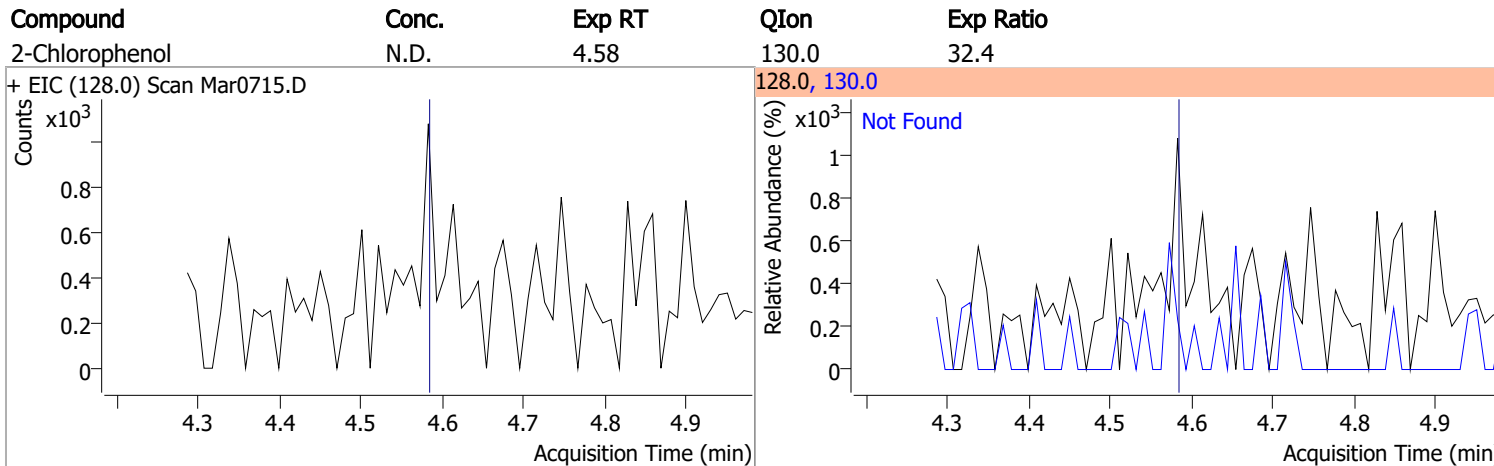 Compound Conc. Exp RT QIon Exp Ratio
2-Chlorophenol N.D. 4.58 130.0 32.4
+ EIC (128.0) Scan Mar0715.D
Counts
x10³
0.8
0.6
0.4
0.2
0
4.3 4.4 4.5 4.6 4.7 4.8 4.9
Acquisition Time (min)
128.0, 130.0
Relative Abundance (%)
x10³
Not Found
1
0.8
0.6
0.4
0.2
0
4.3 4.4 4.5 4.6 4.7 4.8 4.9
Acquisition Time (min